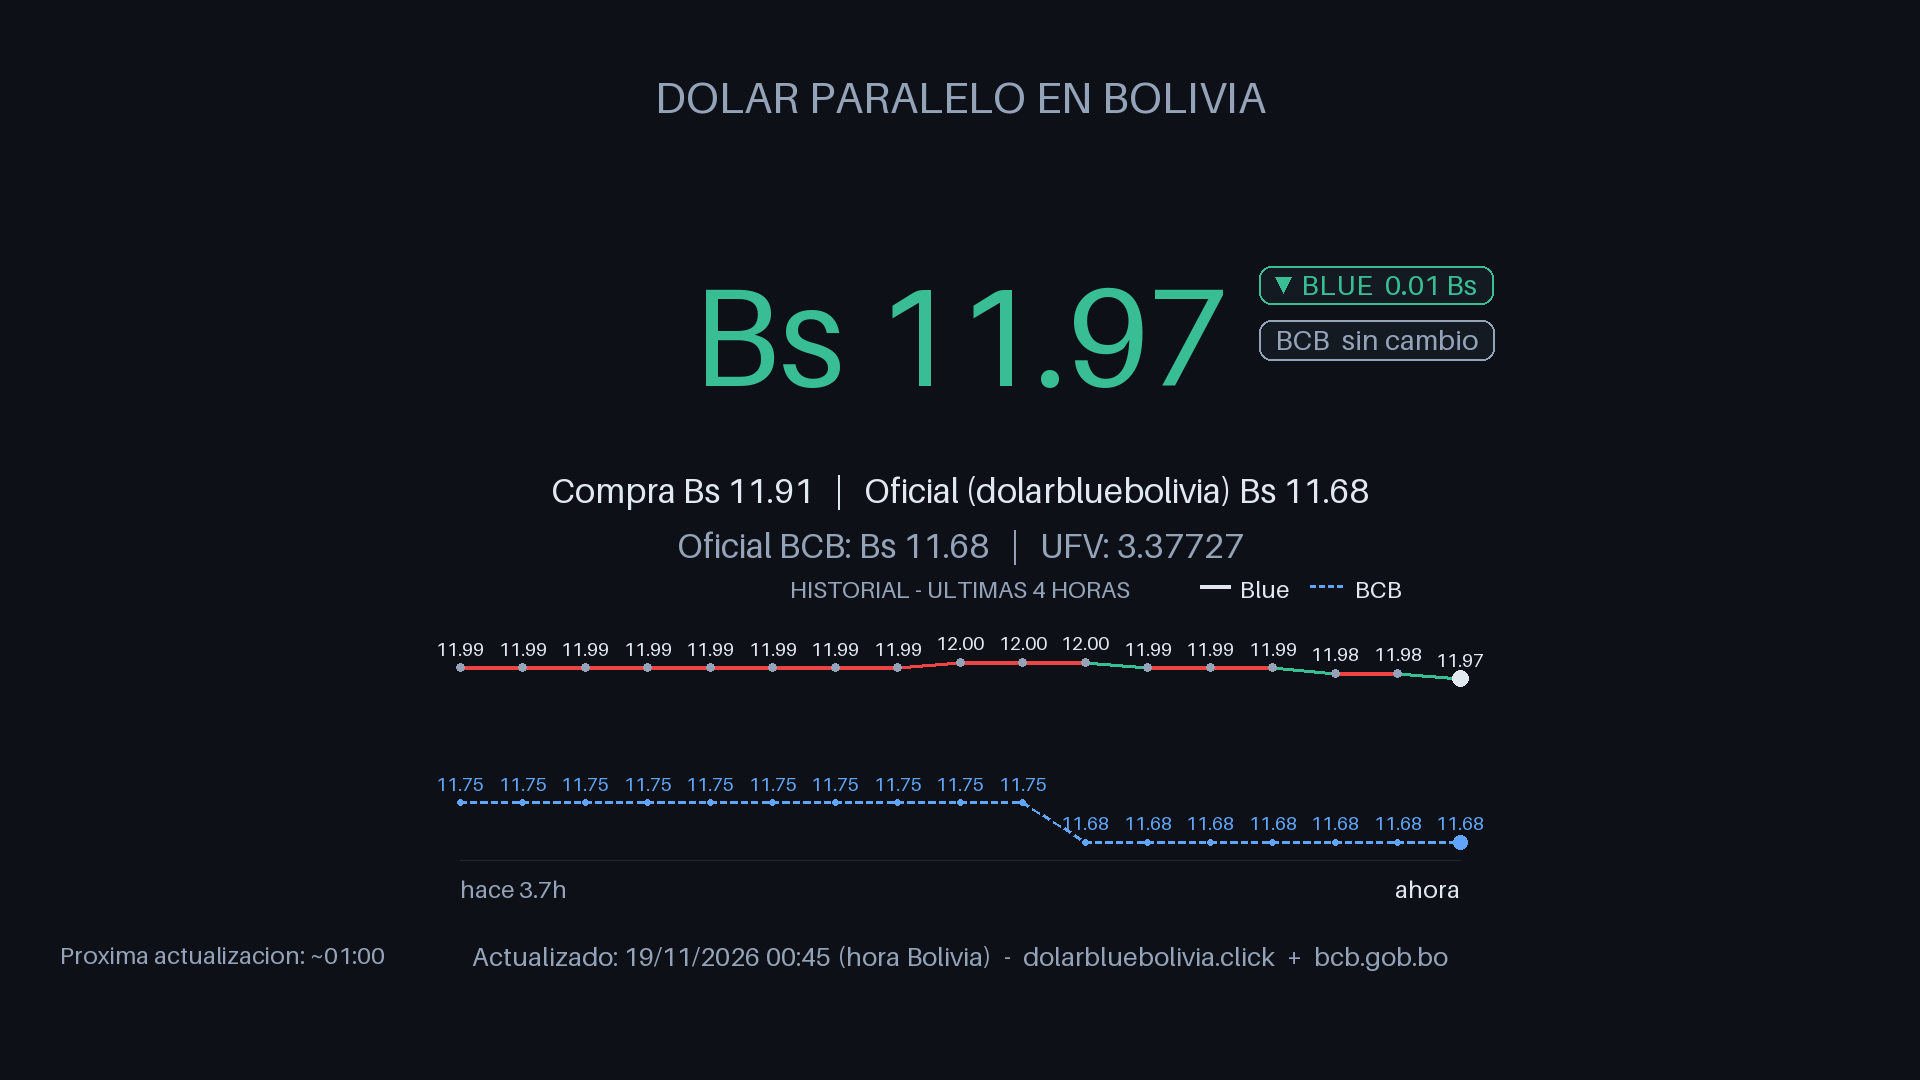 DOLAR PARALELO EN BOLIVIA
Bs 11.97
▼ BLUE 0.01 Bs
BCB sin cambio
Compra Bs 11.91 | Oficial (dolarbluebolivia) Bs 11.68
Oficial BCB: Bs 11.68 | UFV: 3.37727
HISTORIAL - ULTIMAS 4 HORAS
Blue
BCB
11.99 11.99 11.99 11.99 11.99 11.99 11.99 11.99 12.00 12.00 12.00 11.99 11.99 11.99 11.98 11.98 11.97
11.75 11.75 11.75 11.75 11.75 11.75 11.75 11.75 11.75 11.75 11.68 11.68 11.68 11.68 11.68 11.68 11.68
hace 3.7h
ahora
Proxima actualizacion: ~01:00
Actualizado: 19/11/2026 00:45 (hora Bolivia) - dolarbluebolivia.click + bcb.gob.bo